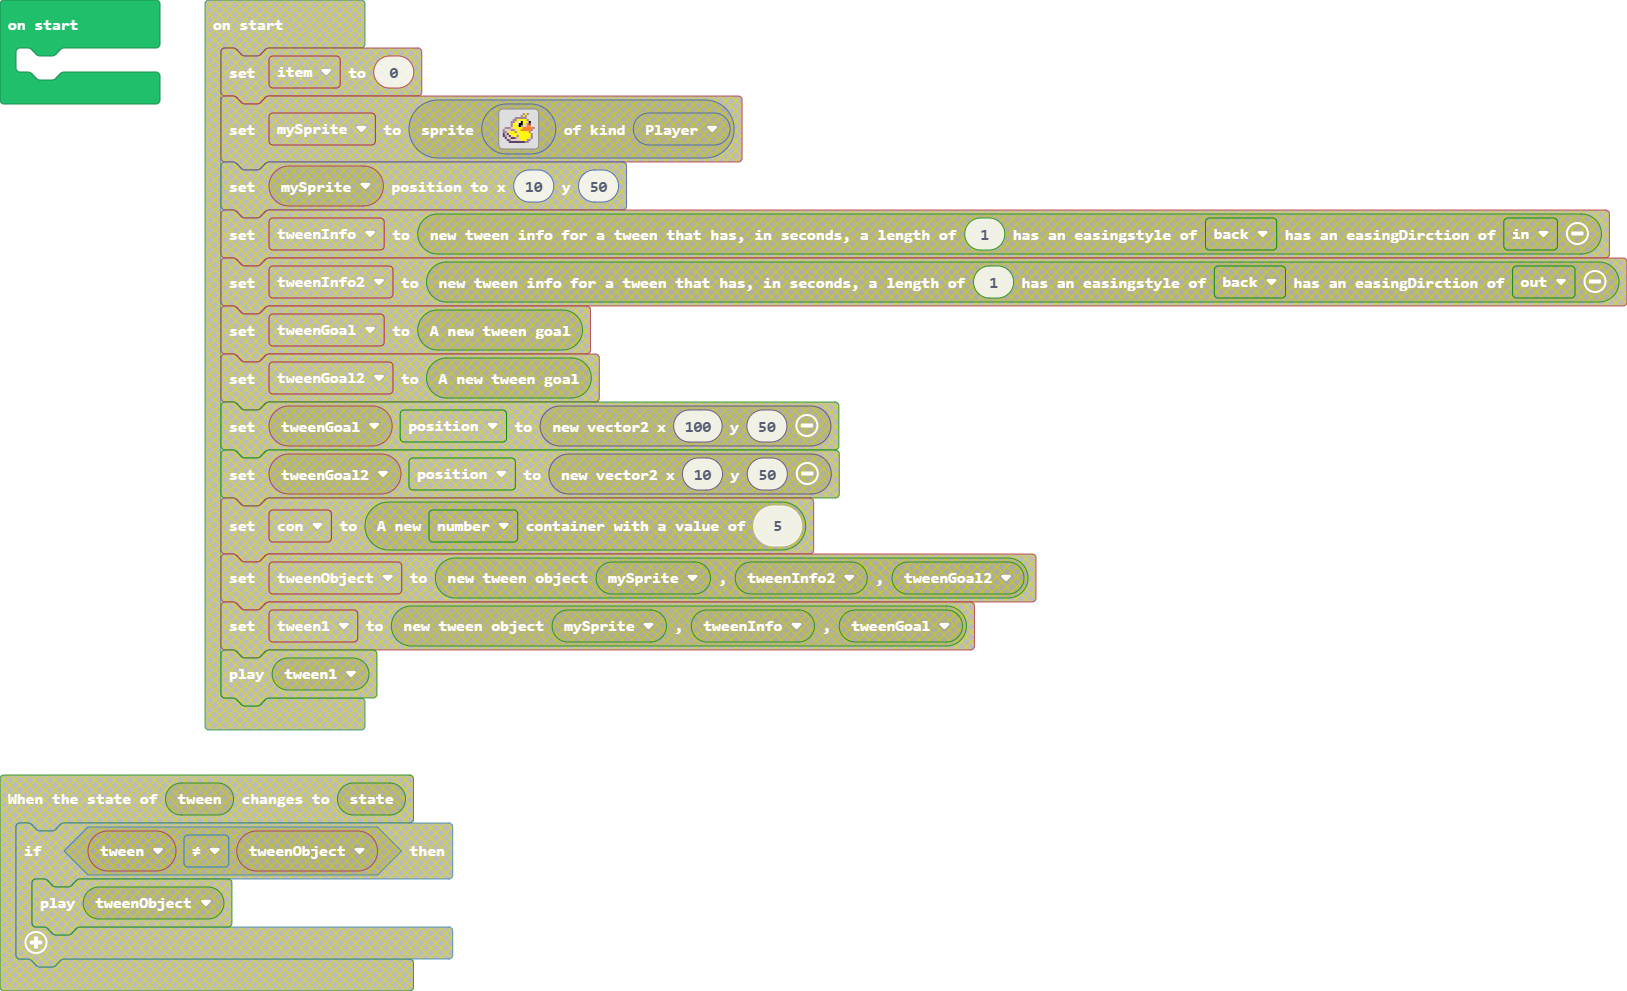 on start
on start
set item to 0
set mySprite to sprite of kind Player
set mySprite position to x 10 y 50
set tweenInfo to new tween info for a tween that has, in seconds, a length of 1 has an easingstyle of back has an easingDirction of in
set tweenInfo2 to new tween info for a tween that has, in seconds, a length of 1 has an easingstyle of back has an easingDirction of out
set tweenGoal to A new tween goal
set tweenGoal2 to A new tween goal
set tweenGoal position to new vector2 x 100 y 50
set tweenGoal2 position to new vector2 x 10 y 50
set con to A new number container with a value of 5
set tweenObject to new tween object mySprite , tweenInfo2 , tweenGoal2
set tween1 to new tween object mySprite , tweenInfo , tweenGoal
play tween1
When the state of tween changes to state
if tween ≠ tweenObject then
play tweenObject